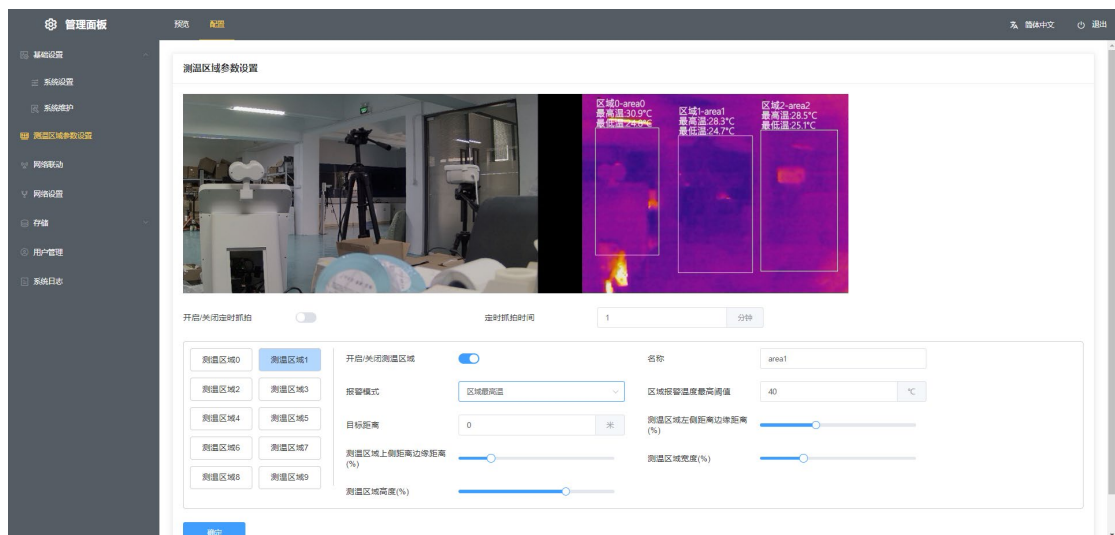 管理面板
预览 配置
简体中文 退出
基础设置
系统设置
系统维护
测温区域参数设置
网络联动
网络设置
存储
用户管理
系统日志
测温区域参数设置
区域0-area0
最高温:30.9°C
最低温:24.8°C
区域1-area1
最高温:28.3°C
最低温:24.7°C
区域2-area2
最高温:28.5°C
最低温:25.1°C
开启/关闭定时抓拍
定时抓拍时间 1 分钟
测温区域0 测温区域1
测温区域2 测温区域3
测温区域4 测温区域5
测温区域6 测温区域7
测温区域8 测温区域9
开启/关闭测温区域
名称 area1
报警模式 区域最高温
区域报警温度最高阈值 40 ℃
目标距离 0 米
测温区域左侧距离边缘距离
(%)
测温区域上侧距离边缘距离
(%)
测温区域宽度(%)
测温区域高度(%)
确定